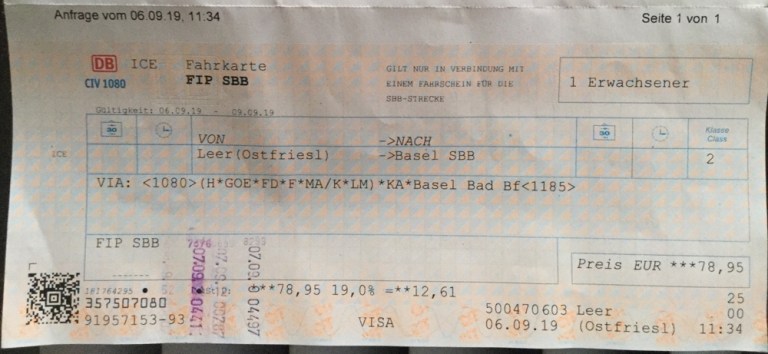 Anfrage vom 06.09.19, 11:34 Seite 1 von 1
DB ICE Fahrkarte
CIV 1080 FIP SBB
GILT NUR IN VERBINDUNG MIT
EINEM FAHRSCHEIN FÜR DIE
SBB-STRECKE
1 Erwachsener
Gültigkeit: 06.09.19 - 09.09.19
VON ->NACH Klasse
Class
ICE Leer(Ostfriesl) ->Basel SBB 2
VIA: <1080>(H*GOE*FD*F*MA/K*LM)*KA*Basel Bad Bf<1185>
FIP SBB
Preis EUR ***78,95
07.09. 04497
**78,95 19,0% =**12,61
357507080
91957153-93
VISA
500470603 Leer 25
(Ostfriesl) 00
06.09.19 11:34